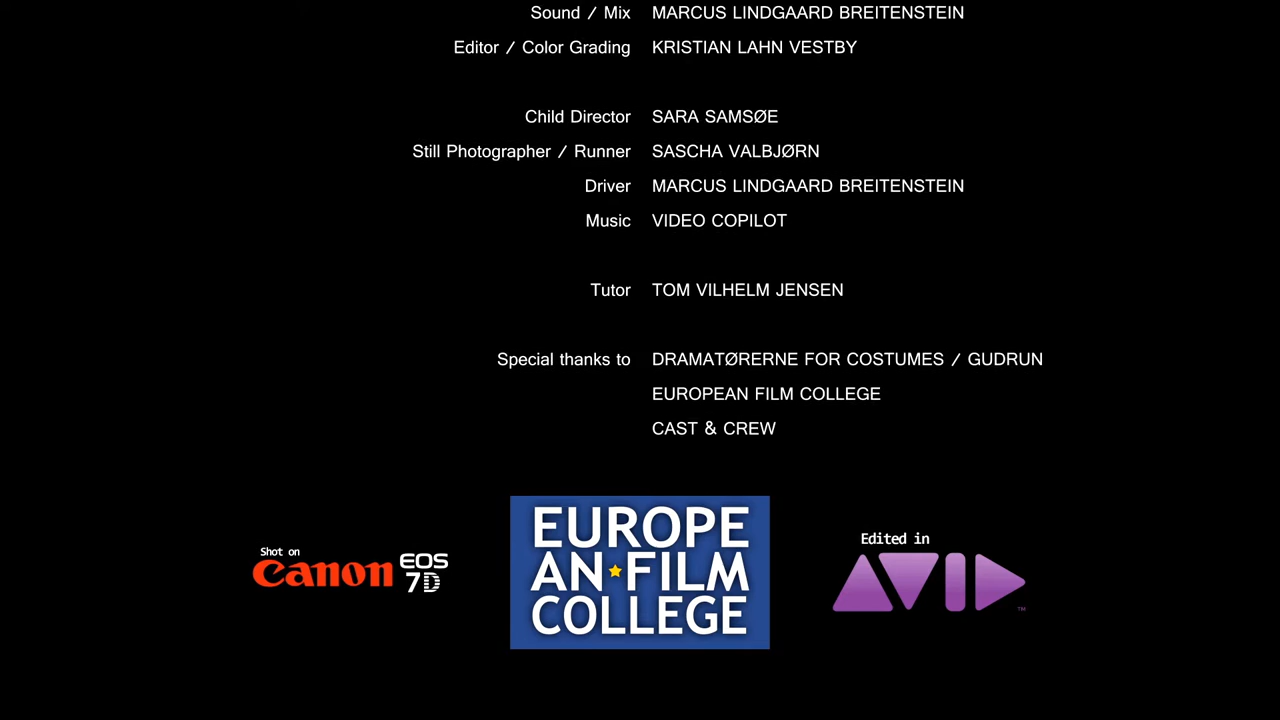 Sound / Mix MARCUS LINDGAARD BREITENSTEIN
Editor / Color Grading KRISTIAN LAHN VESTBY
Child Director SARA SAMSØE
Still Photographer / Runner SASCHA VALBJØRN
Driver MARCUS LINDGAARD BREITENSTEIN
Music VIDEO COPILOT
Tutor TOM VILHELM JENSEN
Special thanks to DRAMATØRERNE FOR COSTUMES / GUDRUN
EUROPEAN FILM COLLEGE
CAST & CREW
Shot on
Canon EOS
7D
EUROPE
AN FILM
COLLEGE
Edited in
AVID
TM